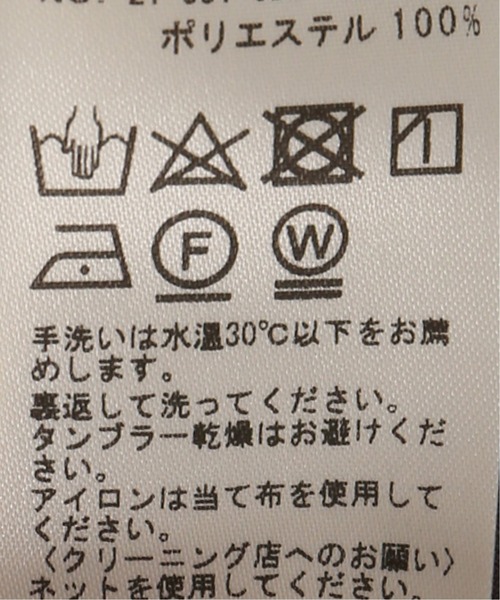 ポリエステル 100%
F W
手洗いは水温30℃以下をお薦
めします。
裏返して洗ってください。
タンブラー乾燥はお避けくだ
さい。
アイロンは当て布を使用して
ください。
〈クリーニング店へのお願い〉
ネットを使用してください。